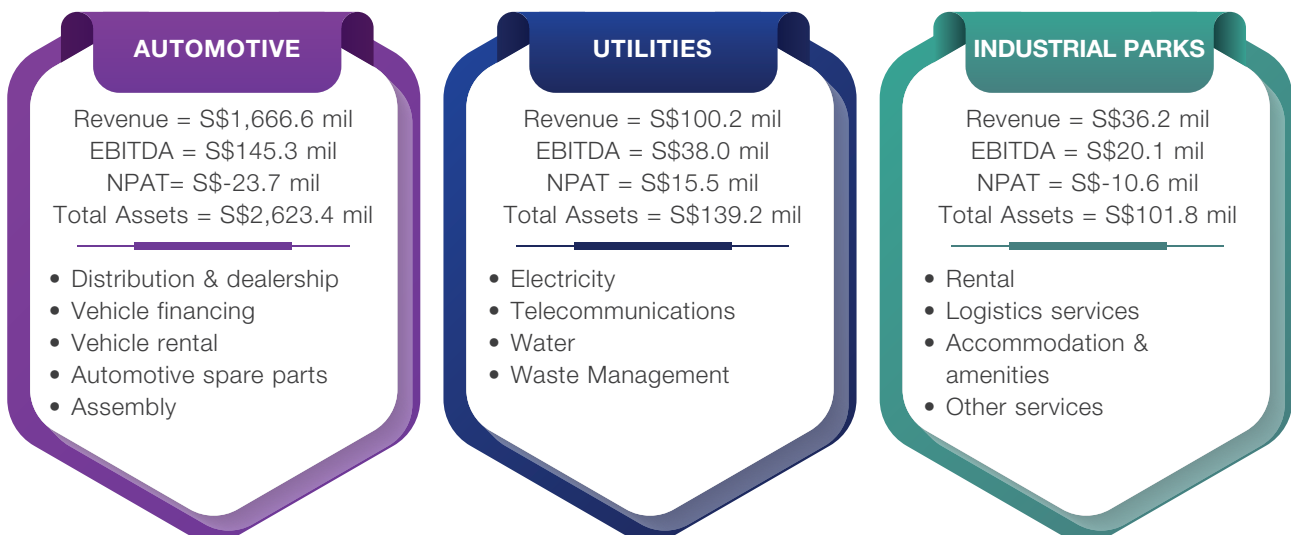 AUTOMOTIVE
Revenue = S$1,666.6 mil
EBITDA = S$145.3 mil
NPAT= S$-23.7 mil
Total Assets = S$2,623.4 mil
• Distribution & dealership
• Vehicle financing
• Vehicle rental
• Automotive spare parts
• Assembly
UTILITIES
Revenue = S$100.2 mil
EBITDA = S$38.0 mil
NPAT = S$15.5 mil
Total Assets = S$139.2 mil
• Electricity
• Telecommunications
• Water
• Waste Management
INDUSTRIAL PARKS
Revenue = S$36.2 mil
EBITDA = S$20.1 mil
NPAT = S$-10.6 mil
Total Assets = S$101.8 mil
• Rental
• Logistics services
• Accommodation &
amenities
• Other services